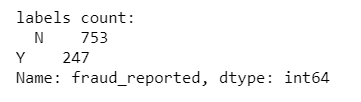 labels count:
N    753
Y    247
Name: fraud_reported, dtype: int64